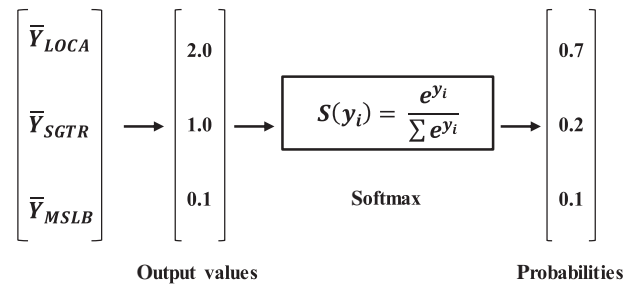 Ȳ_LOCA 2.0 0.7
Ȳ_SGTR 1.0 S(y_i) = e^{y_i} / ∑ e^{y_i} 0.2
Ȳ_MSLB 0.1 Softmax 0.1
Output values Probabilities